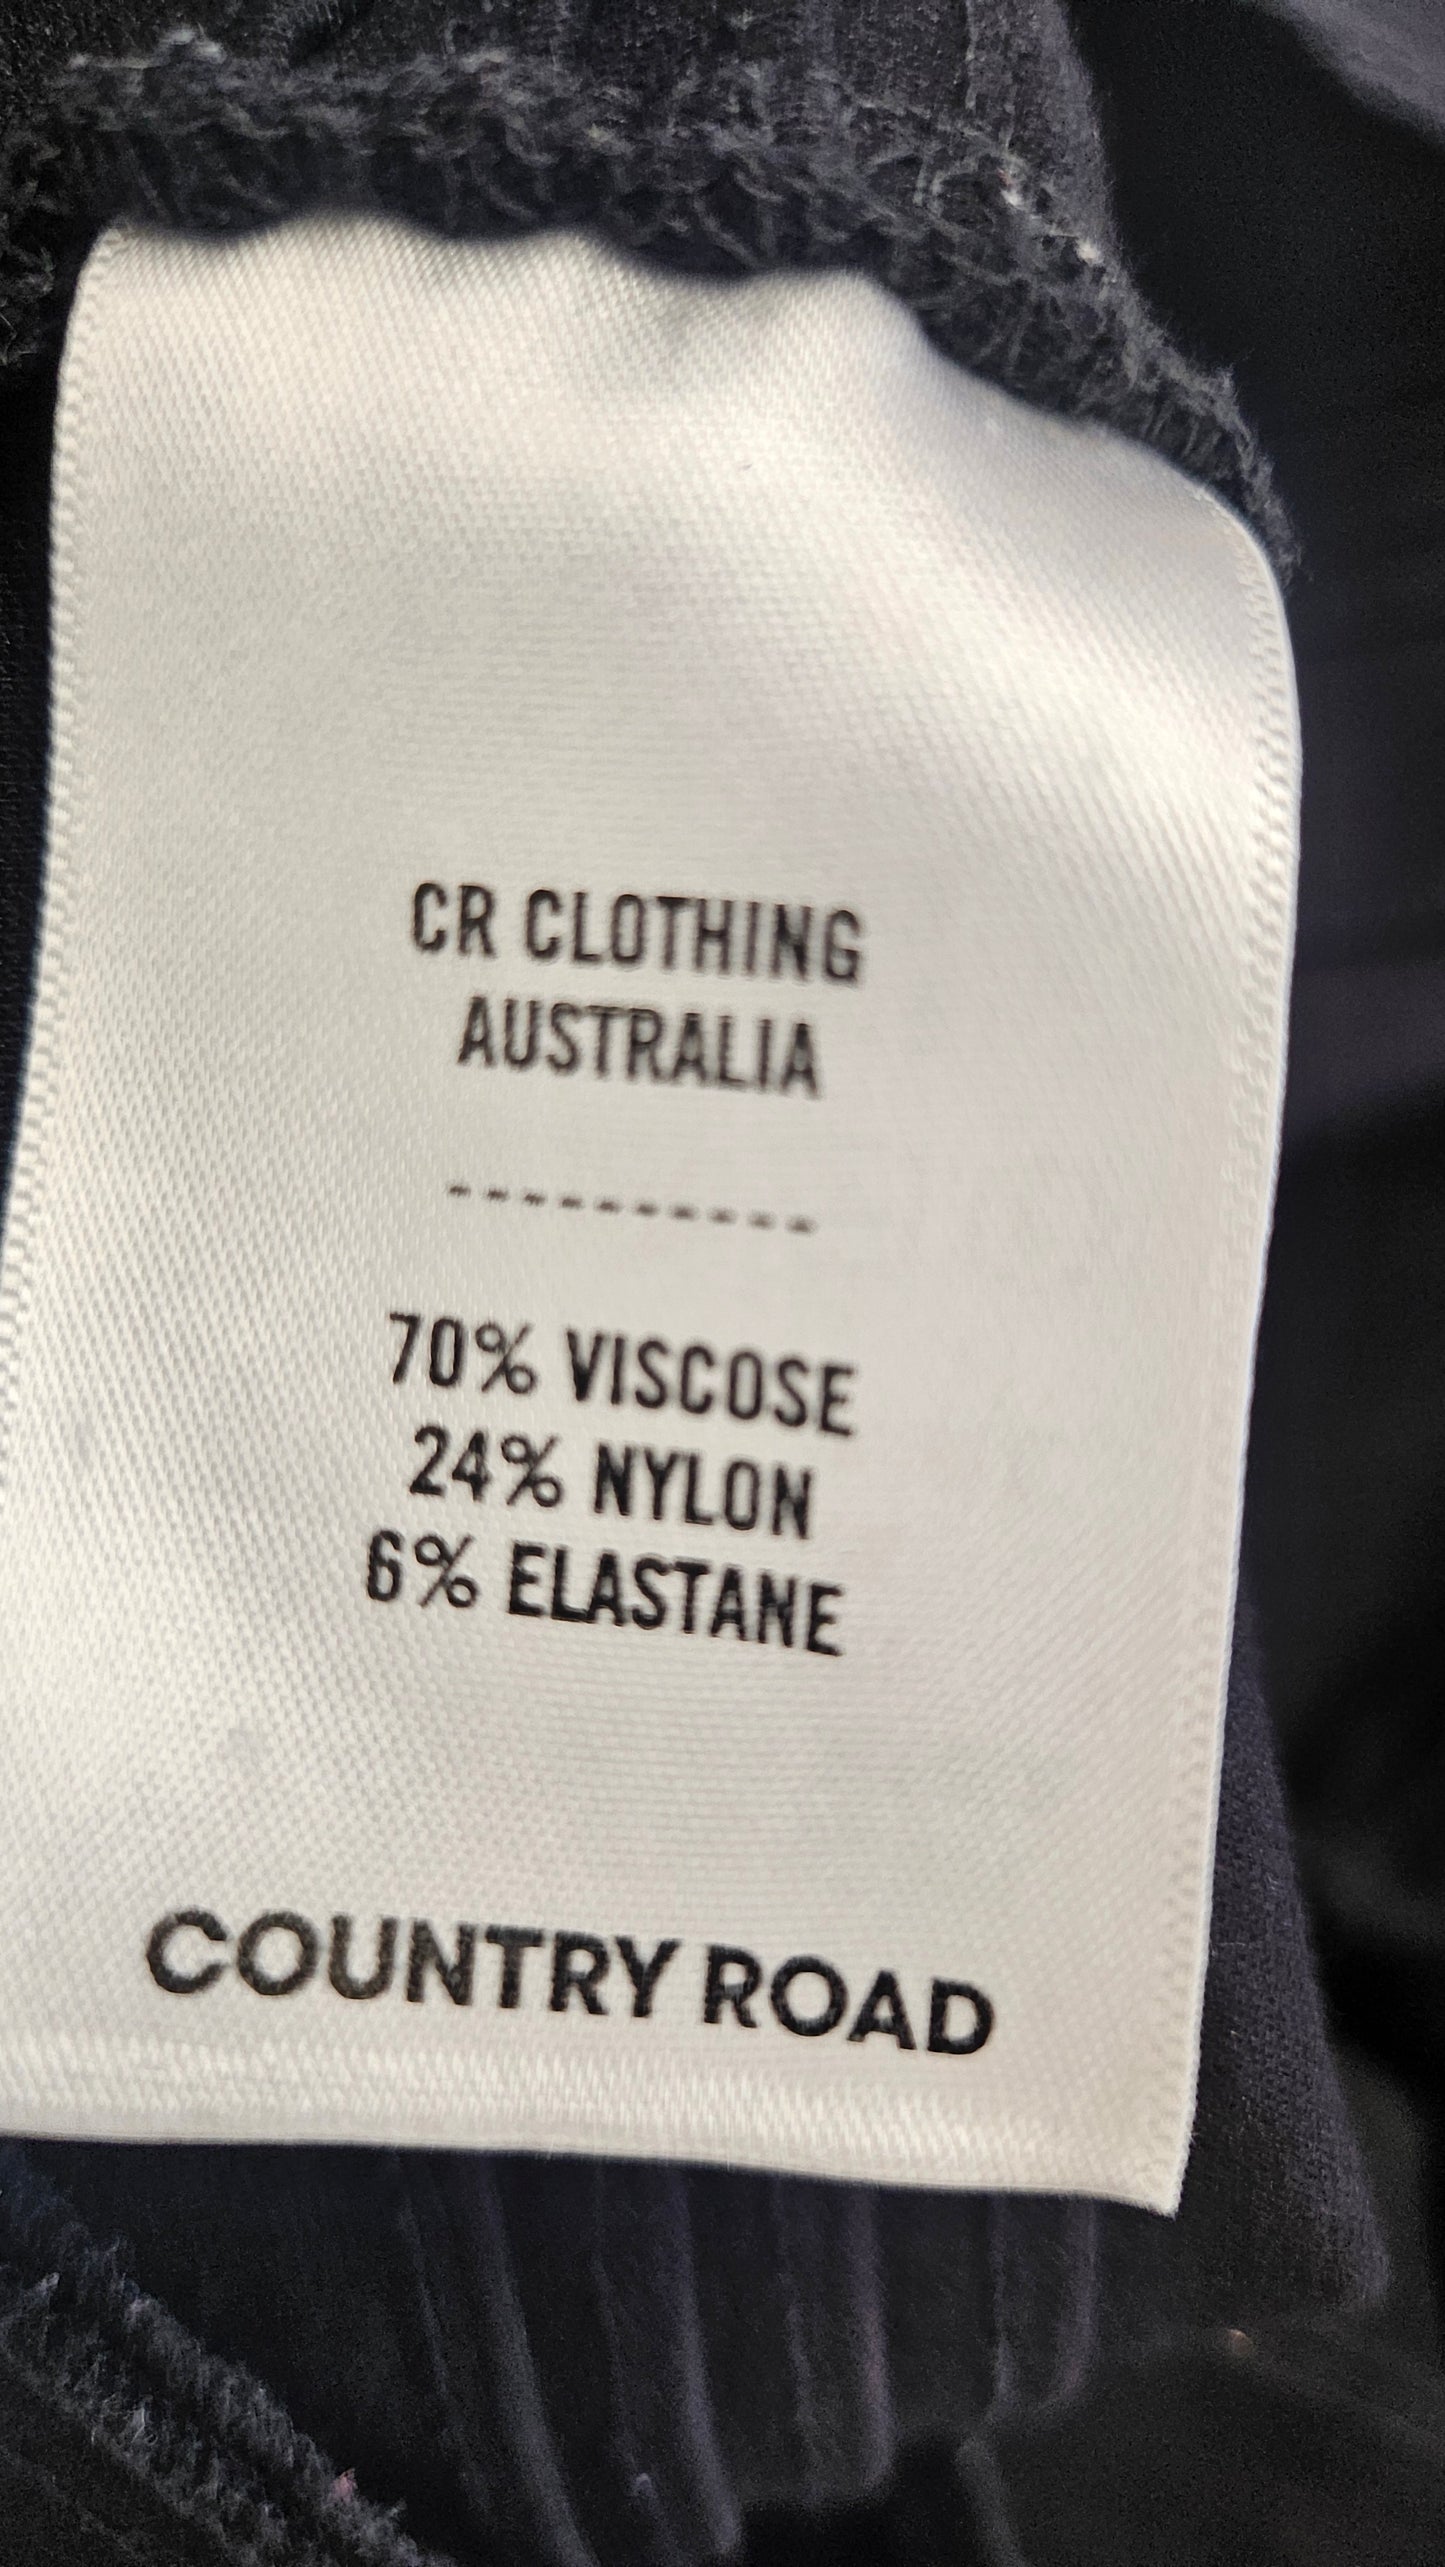 CR CLOTHING
AUSTRALIA
----------
70% VISCOSE
24% NYLON
6% ELASTANE
COUNTRY ROAD